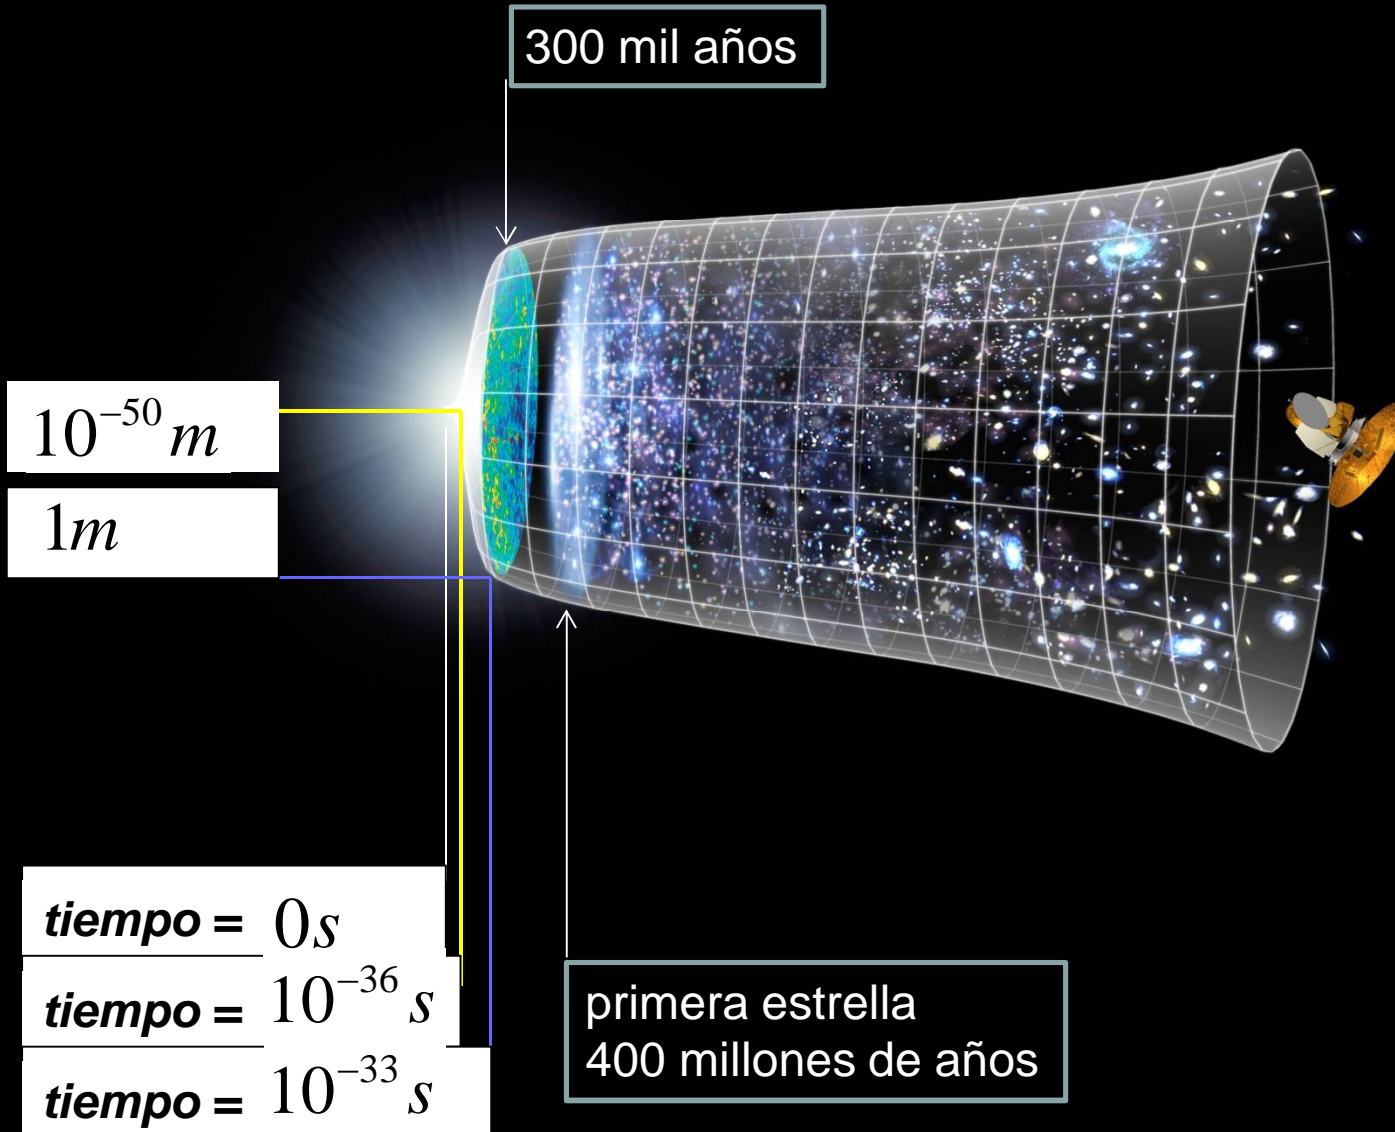 300 mil años
10⁻⁵⁰ m
1m
tiempo = 0s
tiempo = 10⁻³⁶ s
tiempo = 10⁻³³ s
primera estrella
400 millones de años